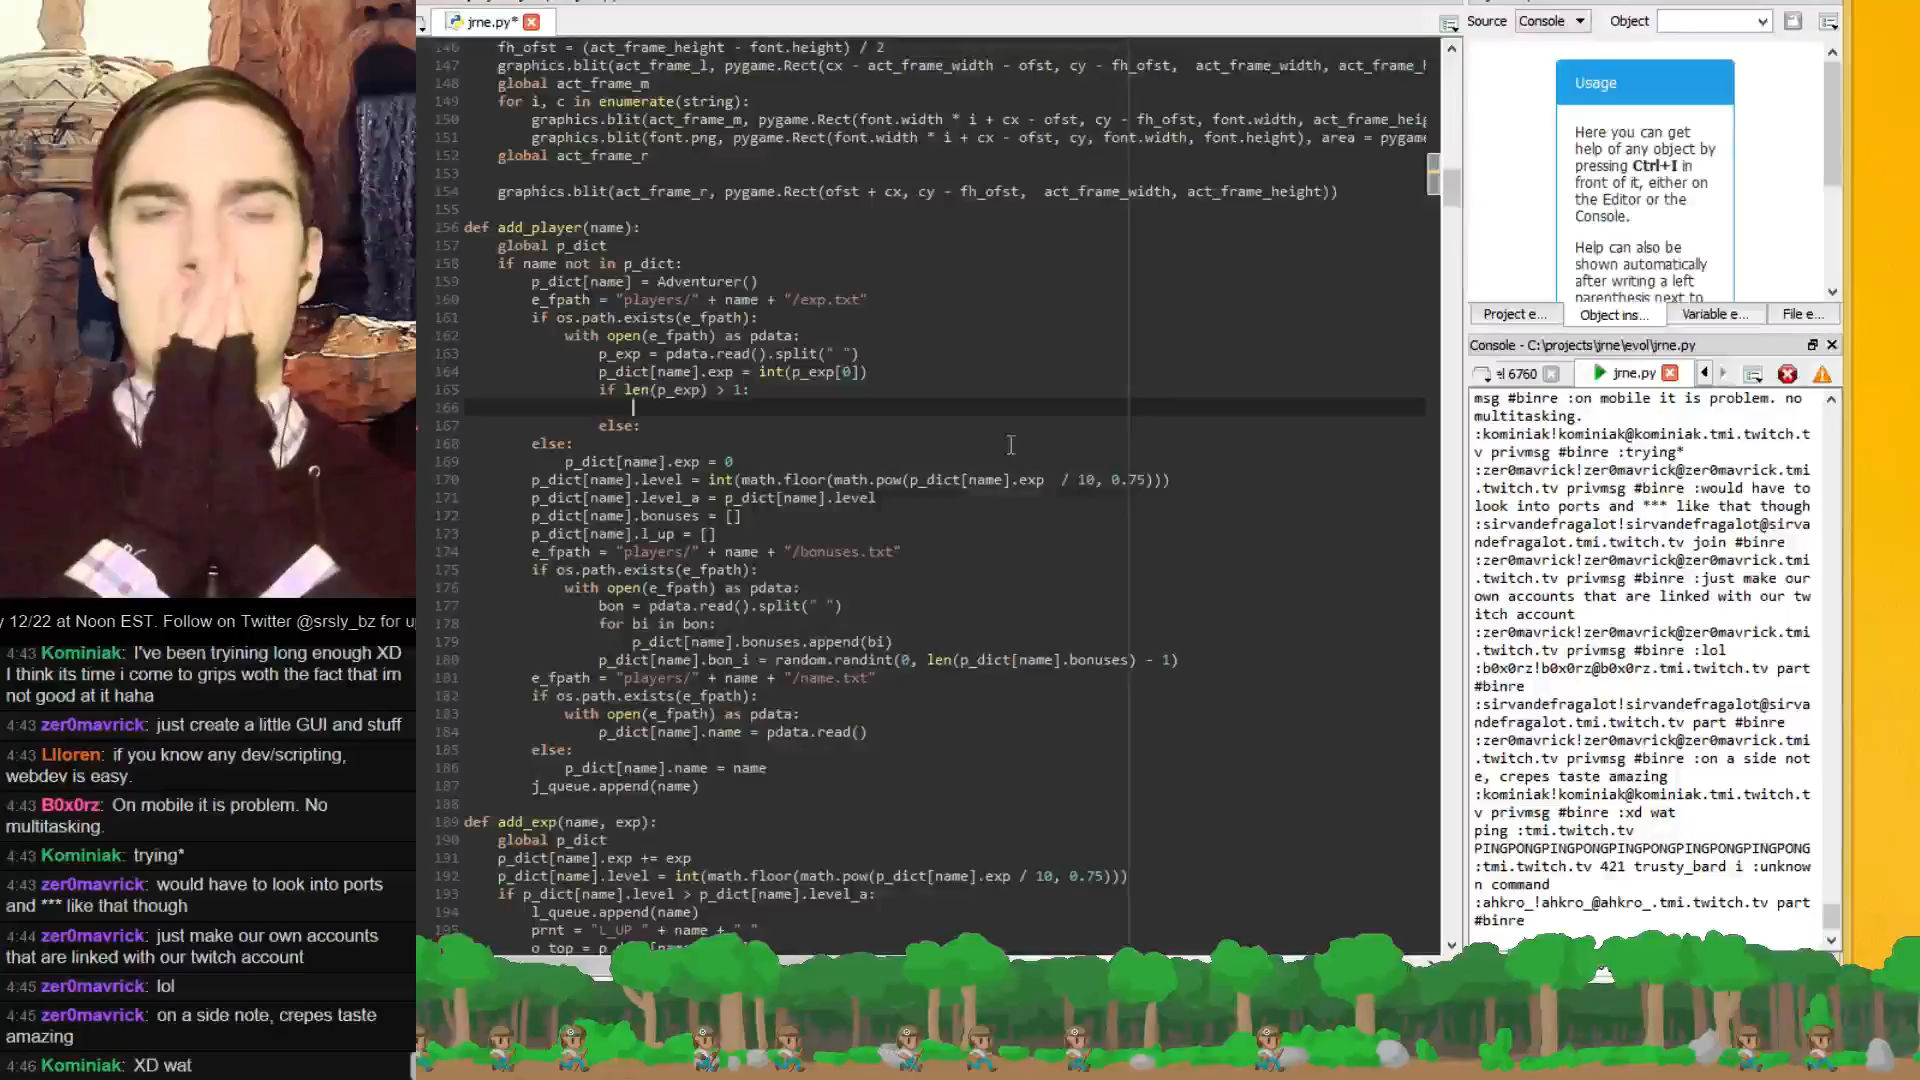 y 12/22 at Noon EST. Follow on Twitter @srsly_bz for u
4:43 Kominiak: I've been tryining long enough XD
I think its time i come to grips woth the fact that im
not good at it haha
4:43 zer0mavrick: just create a little GUI and stuff
4:43 Llloren: if you know any dev/scripting,
webdev is easy.
4:43 B0x0rz: On mobile it is problem. No
multitasking.
4:43 Kominiak: trying*
4:43 zer0mavrick: would have to look into ports
and *** like that though
4:44 zer0mavrick: just make our own accounts
that are linked with our twitch account
4:45 zer0mavrick: lol
4:45 zer0mavrick: on a side note, crepes taste
amazing
4:46 Kominiak: XD wat
jrne.py*
146 fh_ofst = (act_frame_height - font.height) / 2
147 graphics.blit(act_frame_l, pygame.Rect(cx - act_frame_width - ofst, cy - fh_ofst,  act_frame_width, act_frame_h
148 global act_frame_m
149 for i, c in enumerate(string):
150 graphics.blit(act_frame_m, pygame.Rect(font.width * i + cx - ofst, cy - fh_ofst, font.width, act_frame_heig
151 graphics.blit(font.png, pygame.Rect(font.width * i + cx - ofst, cy, font.width, font.height), area = pygame
152 global act_frame_r
153
154 graphics.blit(act_frame_r, pygame.Rect(ofst + cx, cy - fh_ofst,  act_frame_width, act_frame_height))
155
156 def add_player(name):
157 global p_dict
158 if name not in p_dict:
159 p_dict[name] = Adventurer()
160 e_fpath = "players/" + name + "/exp.txt"
161 if os.path.exists(e_fpath):
162 with open(e_fpath) as pdata:
163 p_exp = pdata.read().split(" ")
164 p_dict[name].exp = int(p_exp[0])
165 if len(p_exp) > 1:
166
167 else:
168 else:
169 p_dict[name].exp = 0
170 p_dict[name].level = int(math.floor(math.pow(p_dict[name].exp  / 10, 0.75)))
171 p_dict[name].level_a = p_dict[name].level
172 p_dict[name].bonuses = []
173 p_dict[name].l_up = []
174 e_fpath = "players/" + name + "/bonuses.txt"
175 if os.path.exists(e_fpath):
176 with open(e_fpath) as pdata:
177 bon = pdata.read().split(" ")
178 for bi in bon:
179 p_dict[name].bonuses.append(bi)
180 p_dict[name].bon_i = random.randint(0, len(p_dict[name].bonuses) - 1)
181 e_fpath = "players/" + name + "/name.txt"
182 if os.path.exists(e_fpath):
183 with open(e_fpath) as pdata:
184 p_dict[name].name = pdata.read()
185 else:
186 p_dict[name].name = name
187 j_queue.append(name)
188
189 def add_exp(name, exp):
190 global p_dict
191 p_dict[name].exp += exp
192 p_dict[name].level = int(math.floor(math.pow(p_dict[name].exp / 10, 0.75)))
193 if p_dict[name].level > p_dict[name].level_a:
194 l_queue.append(name)
195 prnt = "L_UP " + name + " "
o_top = p_
Source Console Object
Usage
Here you can get
help of any object by
pressing Ctrl+I in
front of it, either on
the Editor or the
Console.
Help can also be
shown automatically
after writing a left
parenthesis next to
Project e... Object ins... Variable e... File e...
Console - C:\projects\jrne\evol\jrne.py
el 6760 jrne.py
msg #binre :on mobile it is problem. no
multitasking.
:kominiak!kominiak@kominiak.tmi.twitch.t
v privmsg #binre :trying*
:zer0mavrick!zer0mavrick@zer0mavrick.tmi
.twitch.tv privmsg #binre :would have to
look into ports and *** like that though
:sirvandefragalot!sirvandefragalot@sirva
ndefragalot.tmi.twitch.tv join #binre
:zer0mavrick!zer0mavrick@zer0mavrick.tmi
.twitch.tv privmsg #binre :just make our
own accounts that are linked with our tw
itch account
:zer0mavrick!zer0mavrick@zer0mavrick.tmi
.twitch.tv privmsg #binre :lol
:b0x0rz!b0x0rz@b0x0rz.tmi.twitch.tv part
#binre
:sirvandefragalot!sirvandefragalot@sirva
ndefragalot.tmi.twitch.tv part #binre
:zer0mavrick!zer0mavrick@zer0mavrick.tmi
.twitch.tv privmsg #binre :on a side not
e, crepes taste amazing
:kominiak!kominiak@kominiak.tmi.twitch.t
v privmsg #binre :xd wat
ping :tmi.twitch.tv
PINGPONGPINGPONGPINGPONGPINGPONGPINGPONG
:tmi.twitch.tv 421 trusty_bard i :unknow
n command
:ahkro_!ahkro_@ahkro_.tmi.twitch.tv part
#binre